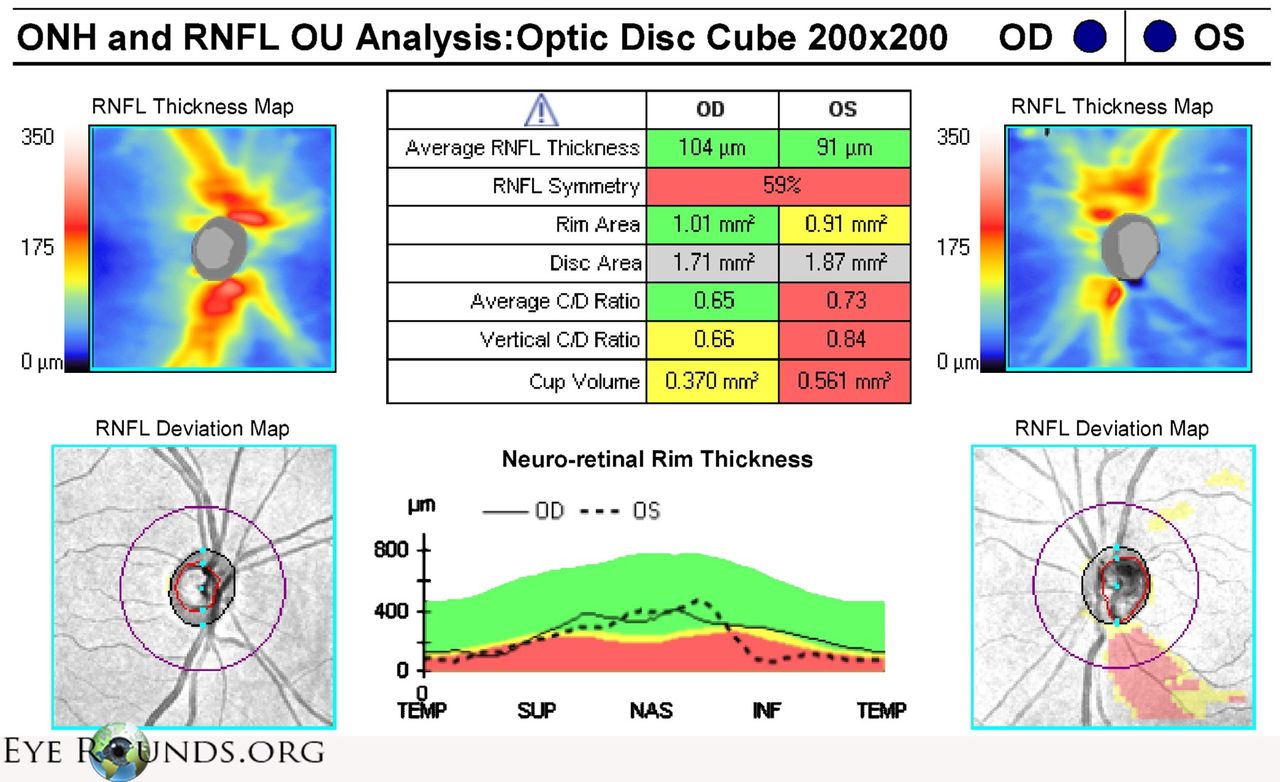 ONH and RNFL OU Analysis:Optic Disc Cube 200x200 OD OS
RNFL Thickness Map
350
175
0 µm
OD OS
Average RNFL Thickness 104 µm 91 µm
RNFL Symmetry 59%
Rim Area 1.01 mm² 0.91 mm²
Disc Area 1.71 mm² 1.87 mm²
Average C/D Ratio 0.65 0.73
Vertical C/D Ratio 0.66 0.84
Cup Volume 0.370 mm³ 0.561 mm³
RNFL Thickness Map
350
175
0 µm
RNFL Deviation Map
Neuro-retinal Rim Thickness
µm
OD OS
800
400
0
0
TEMP SUP NAS INF TEMP
RNFL Deviation Map
EYE ROUNDS.ORG